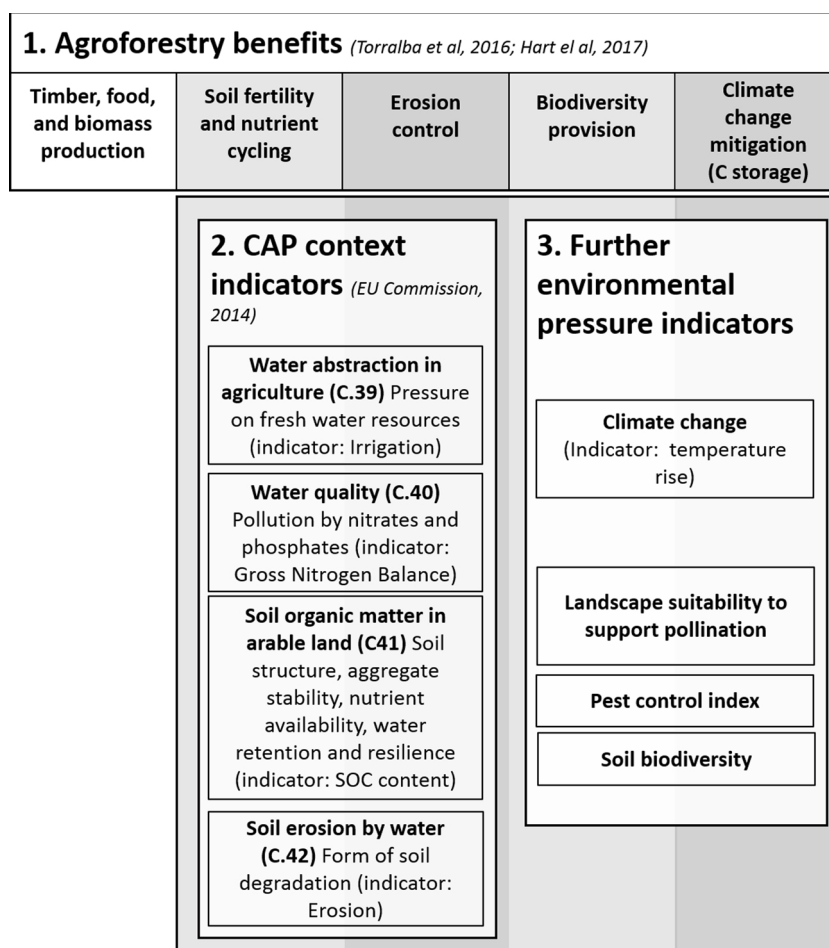 1. Agroforestry benefits (Torralba et al, 2016; Hart el al, 2017)
Timber, food,
and biomass
production
Soil fertility
and nutrient
cycling
Erosion
control
Biodiversity
provision
Climate
change
mitigation
(C storage)
2. CAP context
indicators (EU Commission,
2014)
Water abstraction in
agriculture (C.39) Pressure
on fresh water resources
(indicator: Irrigation)
Water quality (C.40)
Pollution by nitrates and
phosphates (indicator:
Gross Nitrogen Balance)
Soil organic matter in
arable land (C41) Soil
structure, aggregate
stability, nutrient
availability, water
retention and resilience
(indicator: SOC content)
Soil erosion by water
(C.42) Form of soil
degradation (indicator:
Erosion)
3. Further
environmental
pressure indicators
Climate change
(Indicator:  temperature
rise)
Landscape suitability to
support pollination
Pest control index
Soil biodiversity